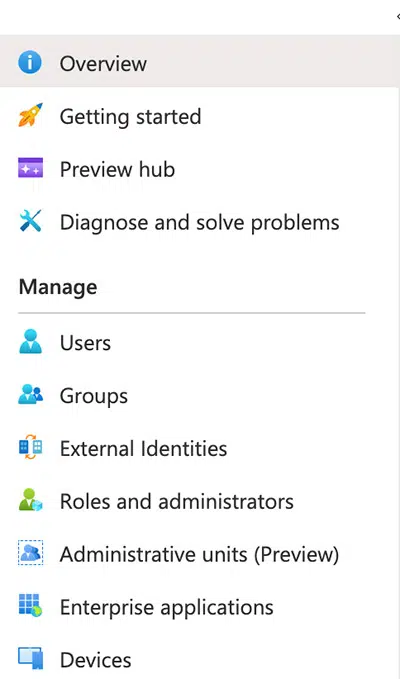 Overview
Getting started
Preview hub
Diagnose and solve problems
Manage
Users
Groups
External Identities
Roles and administrators
Administrative units (Preview)
Enterprise applications
Devices